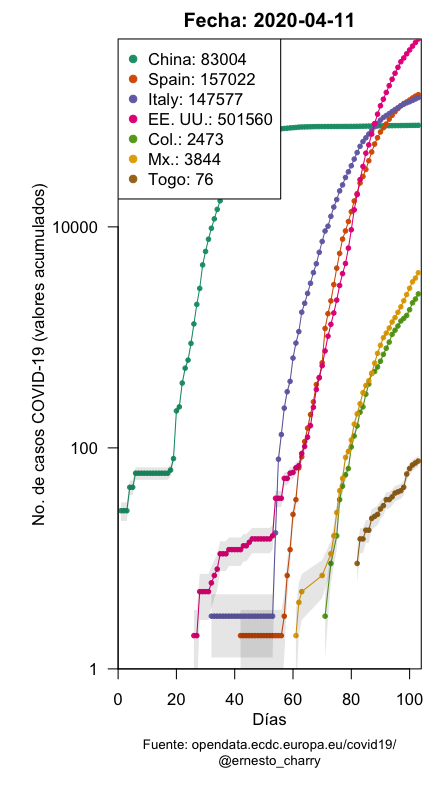 Fecha: 2020-04-11
China: 83004
Spain: 157022
Italy: 147577
EE. UU.: 501560
Col.: 2473
Mx.: 3844
Togo: 76
No. de casos COVID-19 (valores acumulados)
10000
100
1
0 20 40 60 80 100
Días
Fuente: opendata.ecdc.europa.eu/covid19/
@ernesto_charry